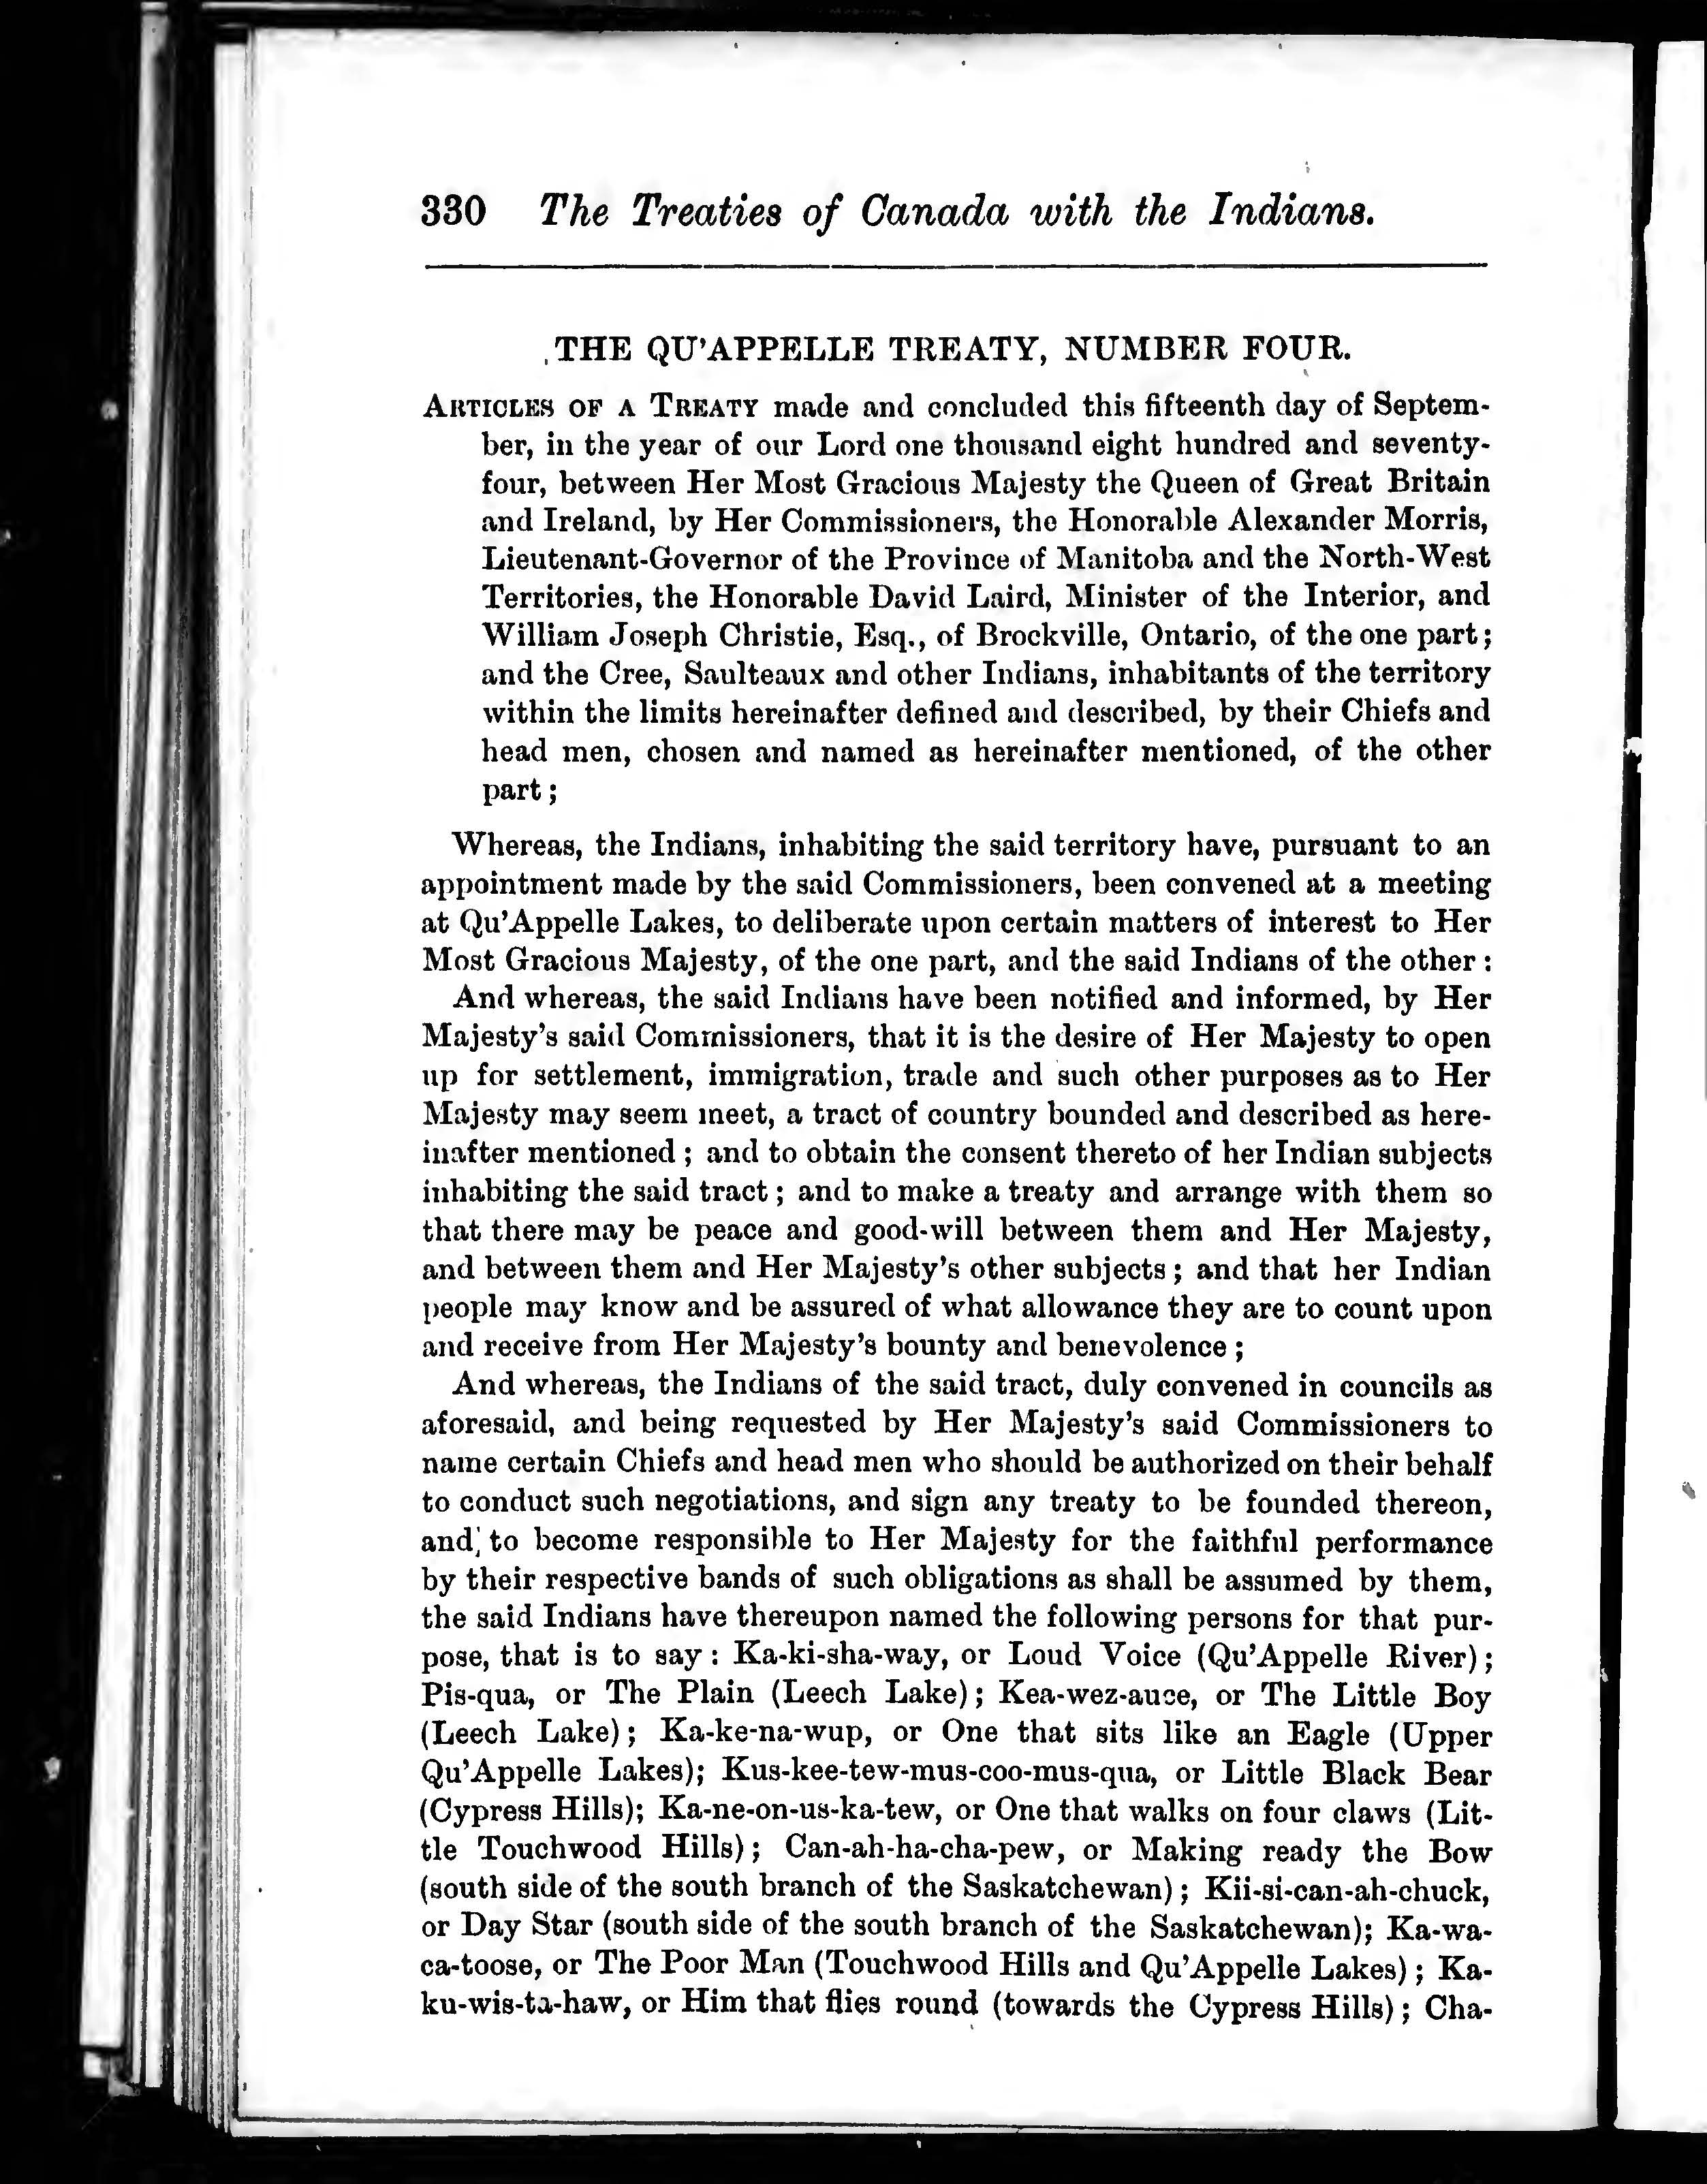 330 The Treaties of Canada with the Indians.
THE QU'APPELLE TREATY, NUMBER FOUR.
ARTICLES OF A TREATY made and concluded this fifteenth day of Septem-
ber, in the year of our Lord one thousand eight hundred and seventy-
four, between Her Most Gracious Majesty the Queen of Great Britain
and Ireland, by Her Commissioners, the Honorable Alexander Morris,
Lieutenant-Governor of the Province of Manitoba and the North-West
Territories, the Honorable David Laird, Minister of the Interior, and
William Joseph Christie, Esq., of Brockville, Ontario, of the one part;
and the Cree, Saulteaux and other Indians, inhabitants of the territory
within the limits hereinafter defined and described, by their Chiefs and
head men, chosen and named as hereinafter mentioned, of the other
part ;
Whereas, the Indians, inhabiting the said territory have, pursuant to an
appointment made by the said Commissioners, been convened at a meeting
at Qu'Appelle Lakes, to deliberate upon certain matters of interest to Her
Most Gracious Majesty, of the one part, and the said Indians of the other :
And whereas, the said Indians have been notified and informed, by Her
Majesty's said Commissioners, that it is the desire of Her Majesty to open
up for settlement, immigration, trade and such other purposes as to Her
Majesty may seem meet, a tract of country bounded and described as here-
inafter mentioned ; and to obtain the consent thereto of her Indian subjects
inhabiting the said tract ; and to make a treaty and arrange with them so
that there may be peace and good-will between them and Her Majesty,
and between them and Her Majesty's other subjects ; and that her Indian
people may know and be assured of what allowance they are to count upon
and receive from Her Majesty's bounty and benevolence ;
And whereas, the Indians of the said tract, duly convened in councils as
aforesaid, and being requested by Her Majesty's said Commissioners to
name certain Chiefs and head men who should be authorized on their behalf
to conduct such negotiations, and sign any treaty to be founded thereon,
and to become responsible to Her Majesty for the faithful performance
by their respective bands of such obligations as shall be assumed by them,
the said Indians have thereupon named the following persons for that pur-
pose, that is to say : Ka-ki-sha-way, or Loud Voice (Qu'Appelle River) ;
Pis-qua, or The Plain (Leech Lake) ; Kea-wez-auce, or The Little Boy
(Leech Lake) ; Ka-ke-na-wup, or One that sits like an Eagle (Upper
Qu'Appelle Lakes); Kus-kee-tew-mus-coo-mus-qua, or Little Black Bear
(Cypress Hills); Ka-ne-on-us-ka-tew, or One that walks on four claws (Lit-
tle Touchwood Hills) ; Can-ah-ha-cha-pew, or Making ready the Bow
(south side of the south branch of the Saskatchewan) ; Kii-si-can-ah-chuck,
or Day Star (south side of the south branch of the Saskatchewan); Ka-wa-
ca-toose, or The Poor Man (Touchwood Hills and Qu'Appelle Lakes) ; Ka-
ku-wis-ta-haw, or Him that flies round (towards the Cypress Hills) ; Cha-